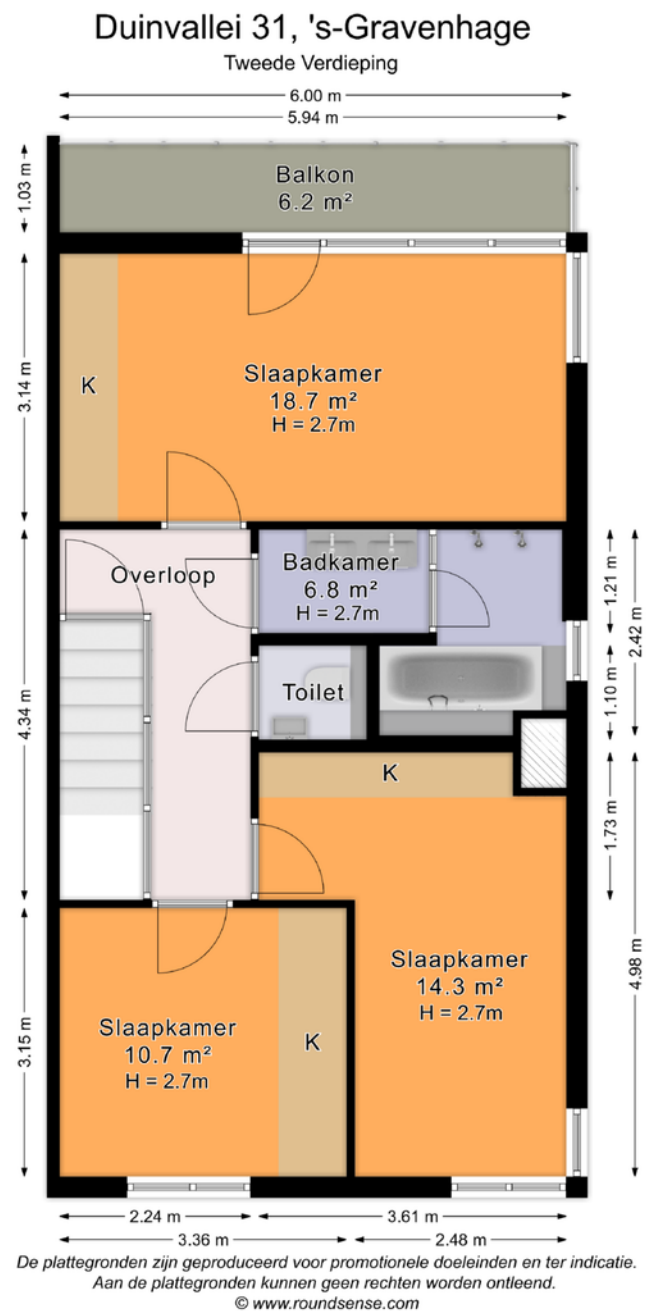 Duinvallei 31, 's-Gravenhage
Tweede Verdieping
6.00 m
5.94 m
1.03 m
Balkon
6.2 m²
3.14 m
K
Slaapkamer
18.7 m²
H = 2.7m
Overloop
Badkamer
6.8 m²
H = 2.7m
1.21 m
2.42 m
Toilet
1.10 m
4.34 m
K
1.73 m
Slaapkamer
14.3 m²
H = 2.7m
4.98 m
Slaapkamer
10.7 m²
H = 2.7m
K
3.15 m
2.24 m
3.61 m
3.36 m
2.48 m
De plattegronden zijn geproduceerd voor promotionele doeleinden en ter indicatie.
Aan de plattegronden kunnen geen rechten worden ontleend.
© www.roundsense.com